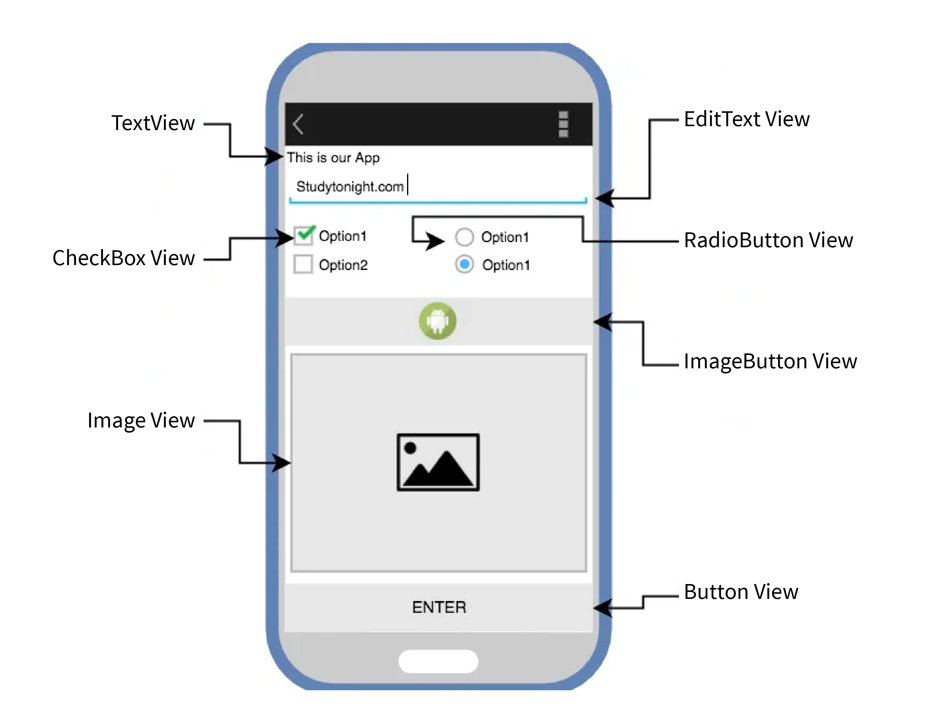 TextView
EditText View
This is our App
Studytonight.com
CheckBox View
Option1
Option1
RadioButton View
Option2
Option1
ImageButton View
Image View
Button View
ENTER